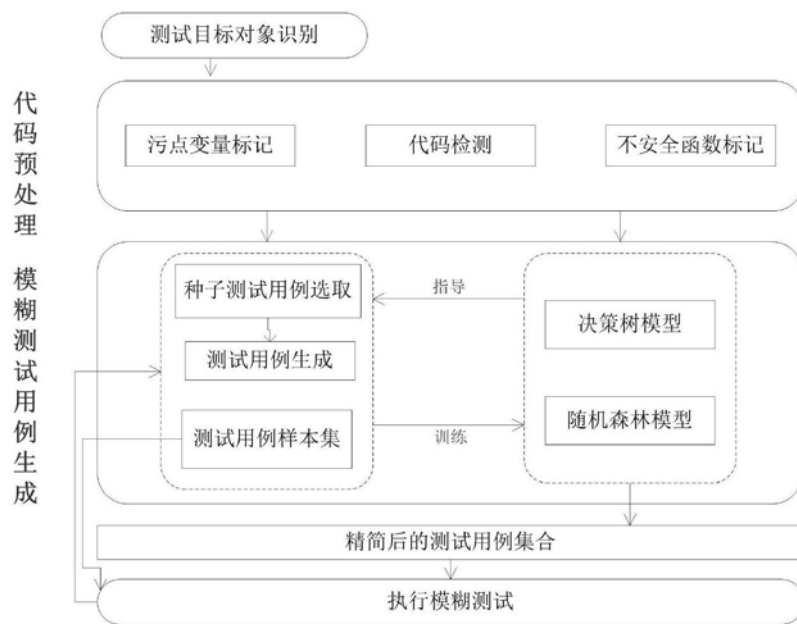 测试目标对象识别
代码预处理
污点变量标记
代码检测
不安全函数标记
模糊测试用例生成
种子测试用例选取
指导
决策树模型
测试用例生成
测试用例样本集
训练
随机森林模型
精简后的测试用例集合
执行模糊测试